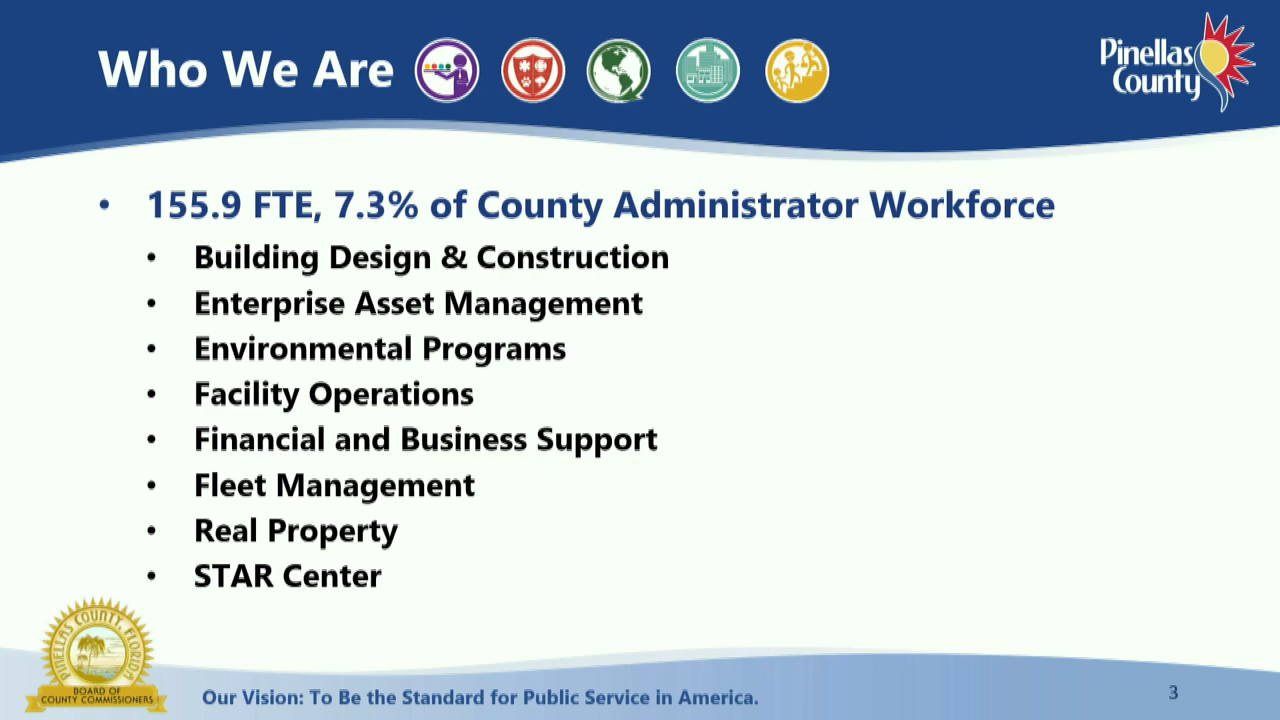 Who We Are
Pinellas
County
• 155.9 FTE, 7.3% of County Administrator Workforce
• Building Design & Construction
• Enterprise Asset Management
• Environmental Programs
• Facility Operations
• Financial and Business Support
• Fleet Management
• Real Property
• STAR Center
PINELLAS COUNTY, FLORIDA
BOARD OF
COUNTY COMMISSIONERS
Our Vision: To Be the Standard for Public Service in America.
3